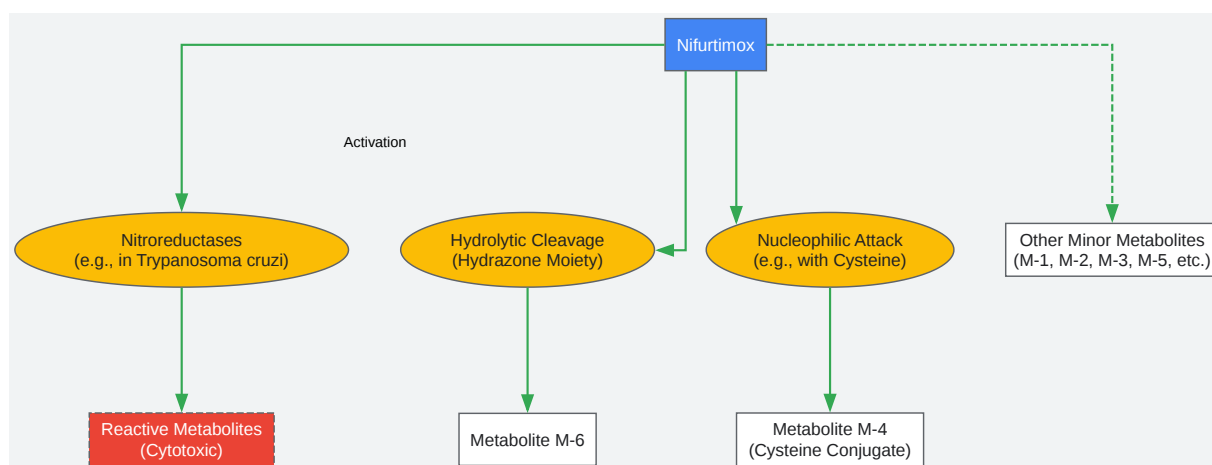 Nifurtimox
Activation
Nitroreductases
(e.g., in Trypanosoma cruzi)
Hydrolytic Cleavage
(Hydrazone Moiety)
Nucleophilic Attack
(e.g., with Cysteine)
Other Minor Metabolites
(M-1, M-2, M-3, M-5, etc.)
Reactive Metabolites
(Cytotoxic)
Metabolite M-6
Metabolite M-4
(Cysteine Conjugate)